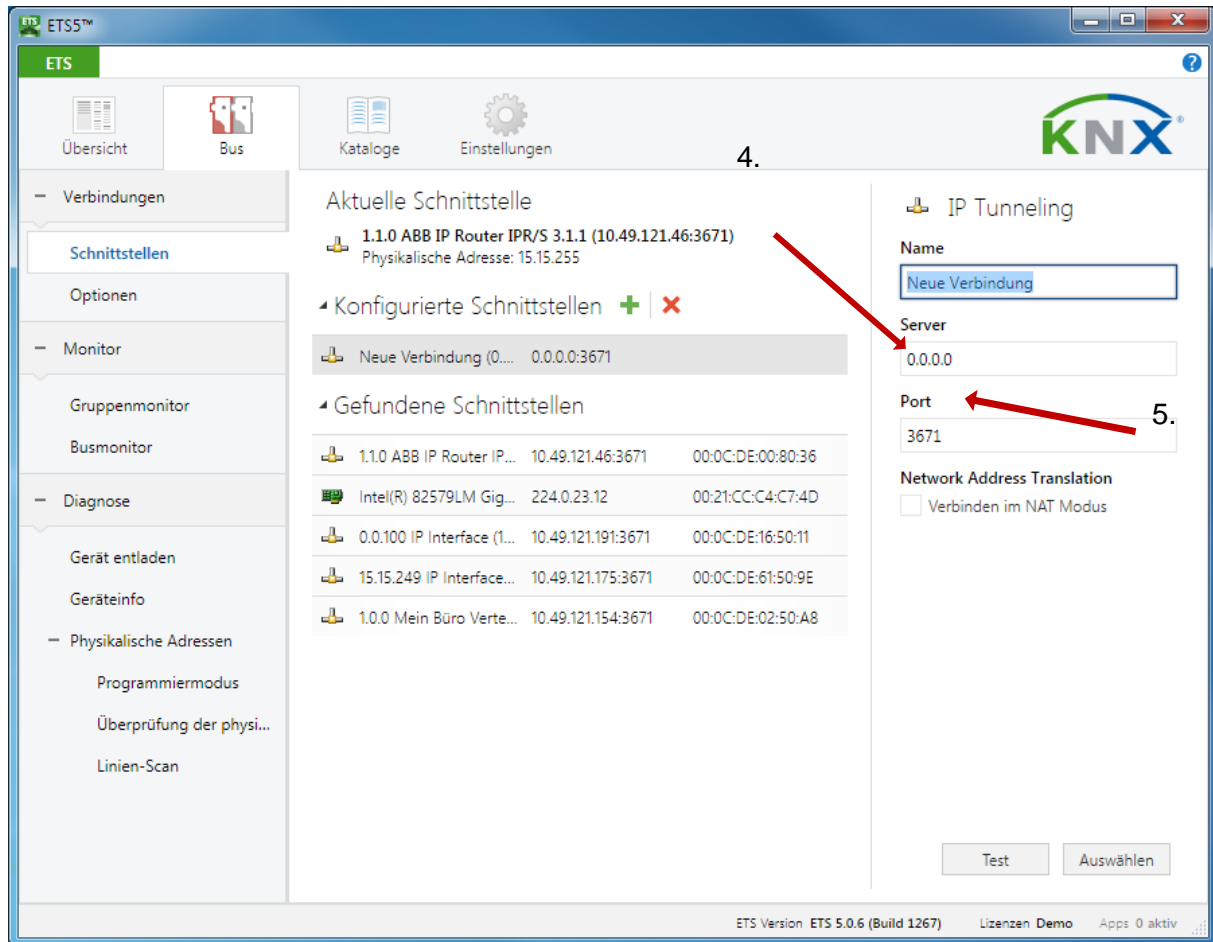 ETS5™
ETS
Übersicht
Bus
Kataloge
Einstellungen
KNX®
4.
Verbindungen
Schnittstellen
Optionen
Monitor
Gruppenmonitor
Busmonitor
Diagnose
Gerät entladen
Geräteinfo
Physikalische Adressen
Programmiermodus
Überprüfung der physi...
Linien-Scan
Aktuelle Schnittstelle
1.1.0 ABB IP Router IPR/S 3.1.1 (10.49.121.46:3671)
Physikalische Adresse: 15.15.255
Konfigurierte Schnittstellen
Neue Verbindung (0.... 0.0.0.0:3671
Gefundene Schnittstellen
1.1.0 ABB IP Router IP... 10.49.121.46:3671 00:0C:DE:00:80:36
Intel(R) 82579LM Gig... 224.0.23.12 00:21:CC:C4:C7:4D
0.0.100 IP Interface (1... 10.49.121.191:3671 00:0C:DE:16:50:11
15.15.249 IP Interface... 10.49.121.175:3671 00:0C:DE:61:50:9E
1.0.0 Mein Büro Verte... 10.49.121.154:3671 00:0C:DE:02:50:A8
IP Tunneling
Name
Neue Verbindung
Server
0.0.0.0
Port
5.
3671
Network Address Translation
Verbinden im NAT Modus
Test
Auswählen
ETS Version ETS 5.0.6 (Build 1267) Lizenzen Demo Apps 0 aktiv